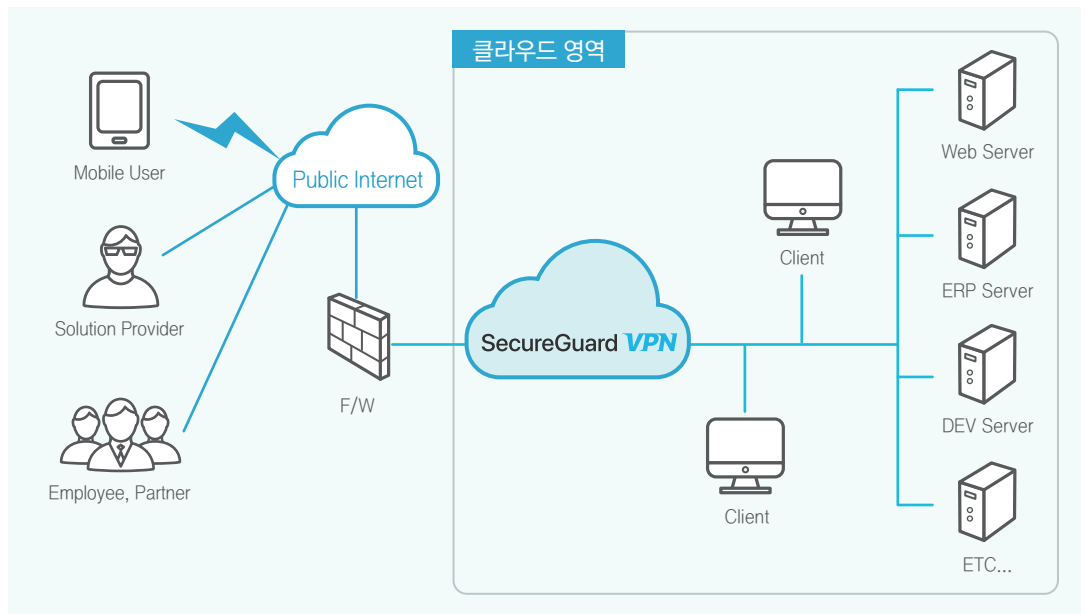 클라우드 영역
Mobile User
Public Internet
Solution Provider
Employee, Partner
F/W
SecureGuard VPN
Client
Client
Web Server
ERP Server
DEV Server
ETC...